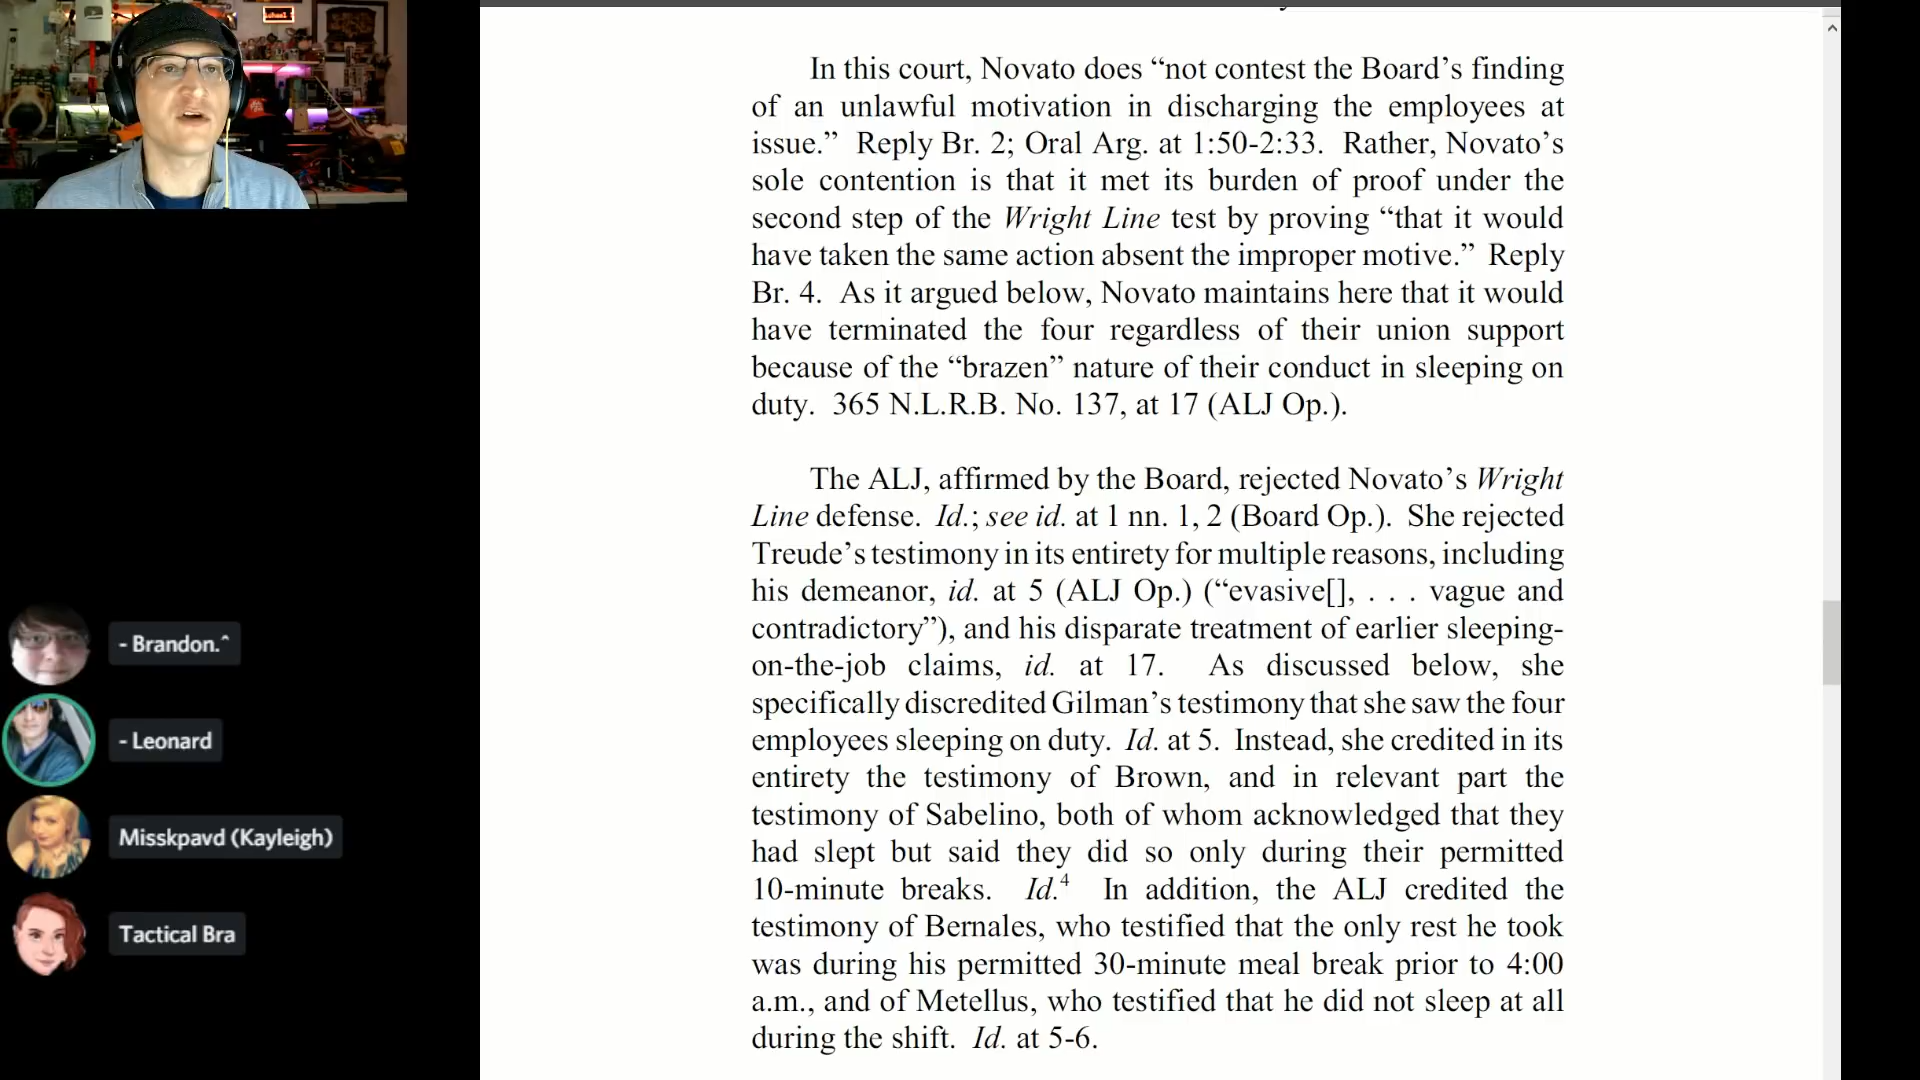 In this court, Novato does “not contest the Board’s finding
of an unlawful motivation in discharging the employees at
issue.” Reply Br. 2; Oral Arg. at 1:50-2:33. Rather, Novato’s
sole contention is that it met its burden of proof under the
second step of the Wright Line test by proving “that it would
have taken the same action absent the improper motive.” Reply
Br. 4. As it argued below, Novato maintains here that it would
have terminated the four regardless of their union support
because of the “brazen” nature of their conduct in sleeping on
duty. 365 N.L.R.B. No. 137, at 17 (ALJ Op.).
The ALJ, affirmed by the Board, rejected Novato’s Wright
Line defense. Id.; see id. at 1 nn. 1, 2 (Board Op.). She rejected
Treude’s testimony in its entirety for multiple reasons, including
his demeanor, id. at 5 (ALJ Op.) (“evasive[], . . . vague and
contradictory”), and his disparate treatment of earlier sleeping-
on-the-job claims, id. at 17. As discussed below, she
specifically discredited Gilman’s testimony that she saw the four
employees sleeping on duty. Id. at 5. Instead, she credited in its
entirety the testimony of Brown, and in relevant part the
testimony of Sabelino, both of whom acknowledged that they
had slept but said they did so only during their permitted
10-minute breaks. Id.4 In addition, the ALJ credited the
testimony of Bernales, who testified that the only rest he took
was during his permitted 30-minute meal break prior to 4:00
a.m., and of Metellus, who testified that he did not sleep at all
during the shift. Id. at 5-6.
- Brandon.^
- Leonard
Misskpavd (Kayleigh)
Tactical Bra